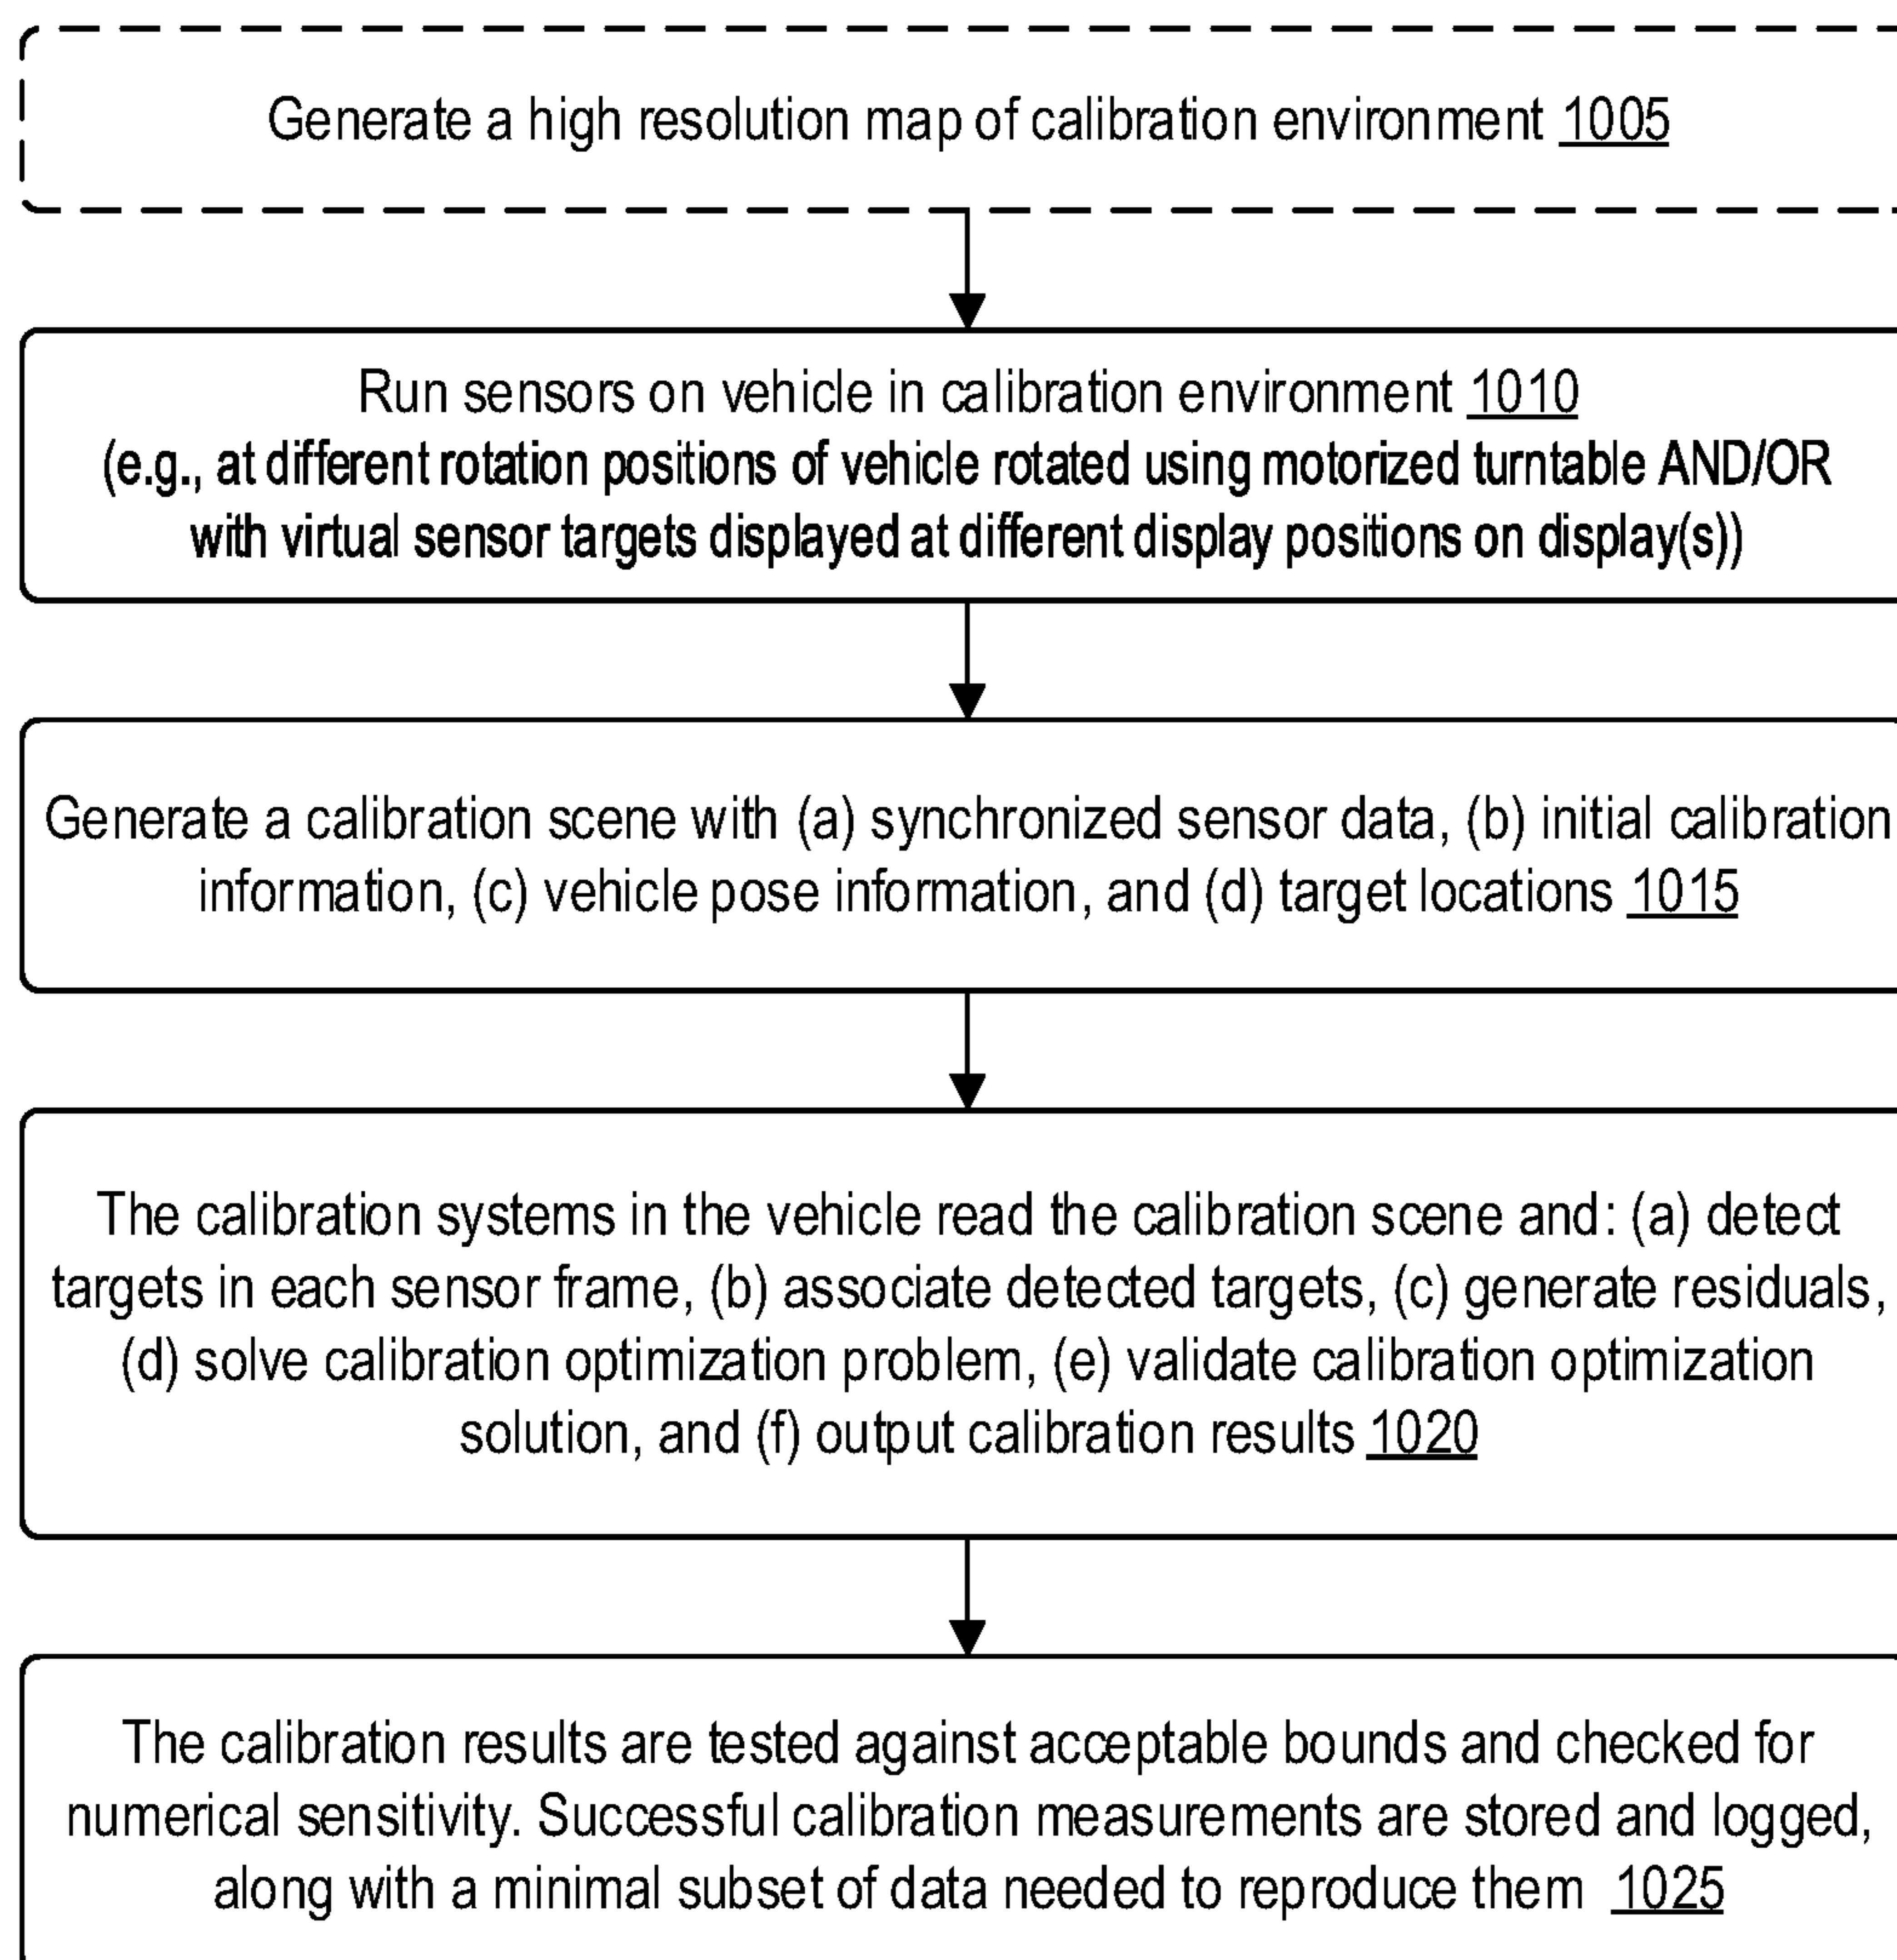 Generate a high resolution map of calibration environment 1005
Run sensors on vehicle in calibration environment 1010
(e.g., at different rotation positions of vehicle rotated using motorized turntable AND/OR
with virtual sensor targets displayed at different display positions on display(s))
Generate a calibration scene with (a) synchronized sensor data, (b) initial calibration
information, (c) vehicle pose information, and (d) target locations 1015
The calibration systems in the vehicle read the calibration scene and: (a) detect
targets in each sensor frame, (b) associate detected targets, (c) generate residuals,
(d) solve calibration optimization problem, (e) validate calibration optimization
solution, and (f) output calibration results 1020
The calibration results are tested against acceptable bounds and checked for
numerical sensitivity. Successful calibration measurements are stored and logged,
along with a minimal subset of data needed to reproduce them 1025